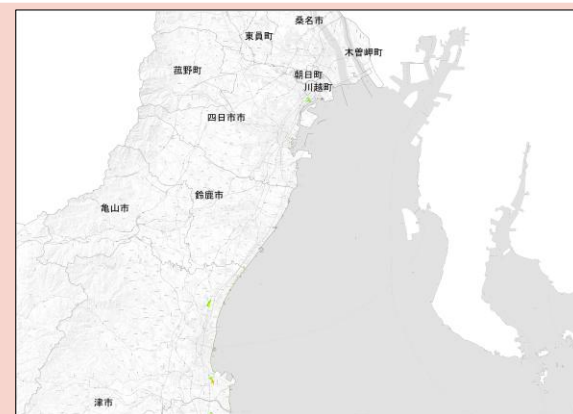 桑名市
東員町
木曽岬町
菰野町
朝日町
川越町
四日市市
鈴鹿市
亀山市
津市